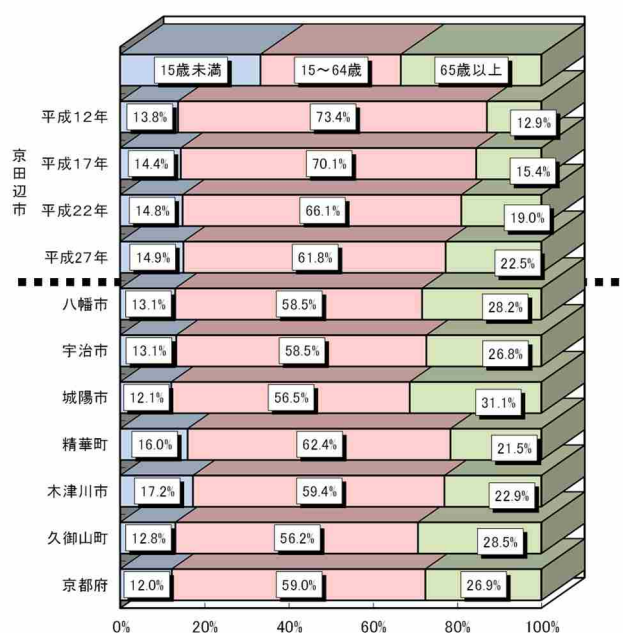 15歳未満 15～64歳 65歳以上
京田辺市
平成12年 13.8% 73.4% 12.9%
平成17年 14.4% 70.1% 15.4%
平成22年 14.8% 66.1% 19.0%
平成27年 14.9% 61.8% 22.5%
八幡市 13.1% 58.5% 28.2%
宇治市 13.1% 58.5% 26.8%
城陽市 12.1% 56.5% 31.1%
精華町 16.0% 62.4% 21.5%
木津川市 17.2% 59.4% 22.9%
久御山町 12.8% 56.2% 28.5%
京都府 12.0% 59.0% 26.9%
0% 20% 40% 60% 80% 100%